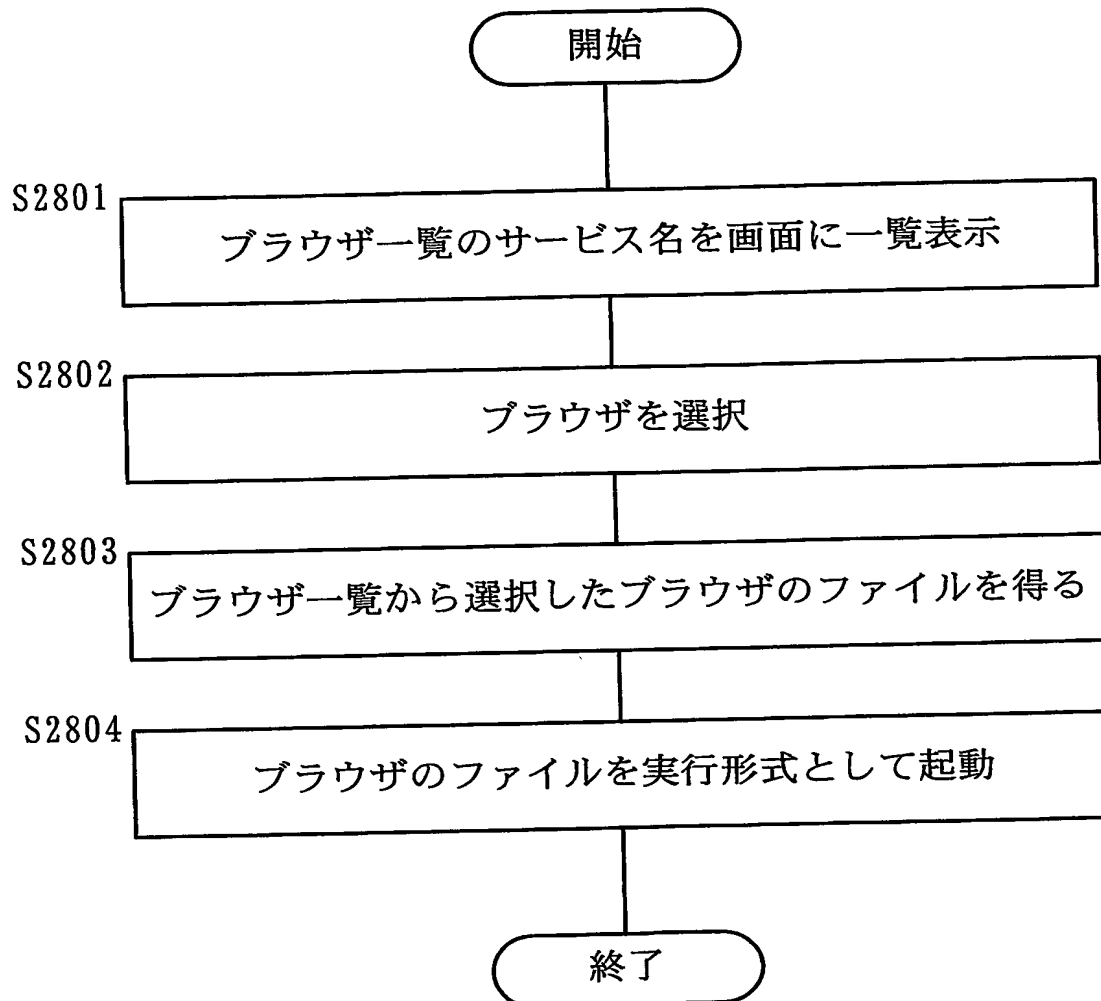 開始
S2801
ブラウザ一覧のサービス名を画面に一覧表示
S2802
ブラウザを選択
S2803
ブラウザ一覧から選択したブラウザのファイルを得る
S2804
ブラウザのファイルを実行形式として起動
終了